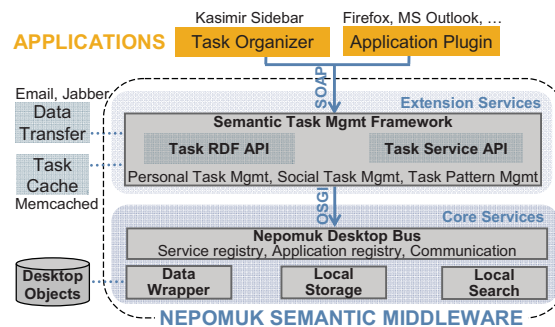 Kasimir Sidebar
Firefox, MS Outlook, ...
APPLICATIONS
Task Organizer
Application Plugin
SOAP
Email, Jabber
Extension Services
Data
Transfer
Semantic Task Mgmt Framework
Task RDF API
Task Service API
Task
Cache
Personal Task Mgmt, Social Task Mgmt, Task Pattern Mgmt
Memcached
OSGI
Core Services
Nepomuk Desktop Bus
Service registry, Application registry, Communication
Desktop
Objects
Data
Wrapper
Local
Storage
Local
Search
NEPOMUK SEMANTIC MIDDLEWARE